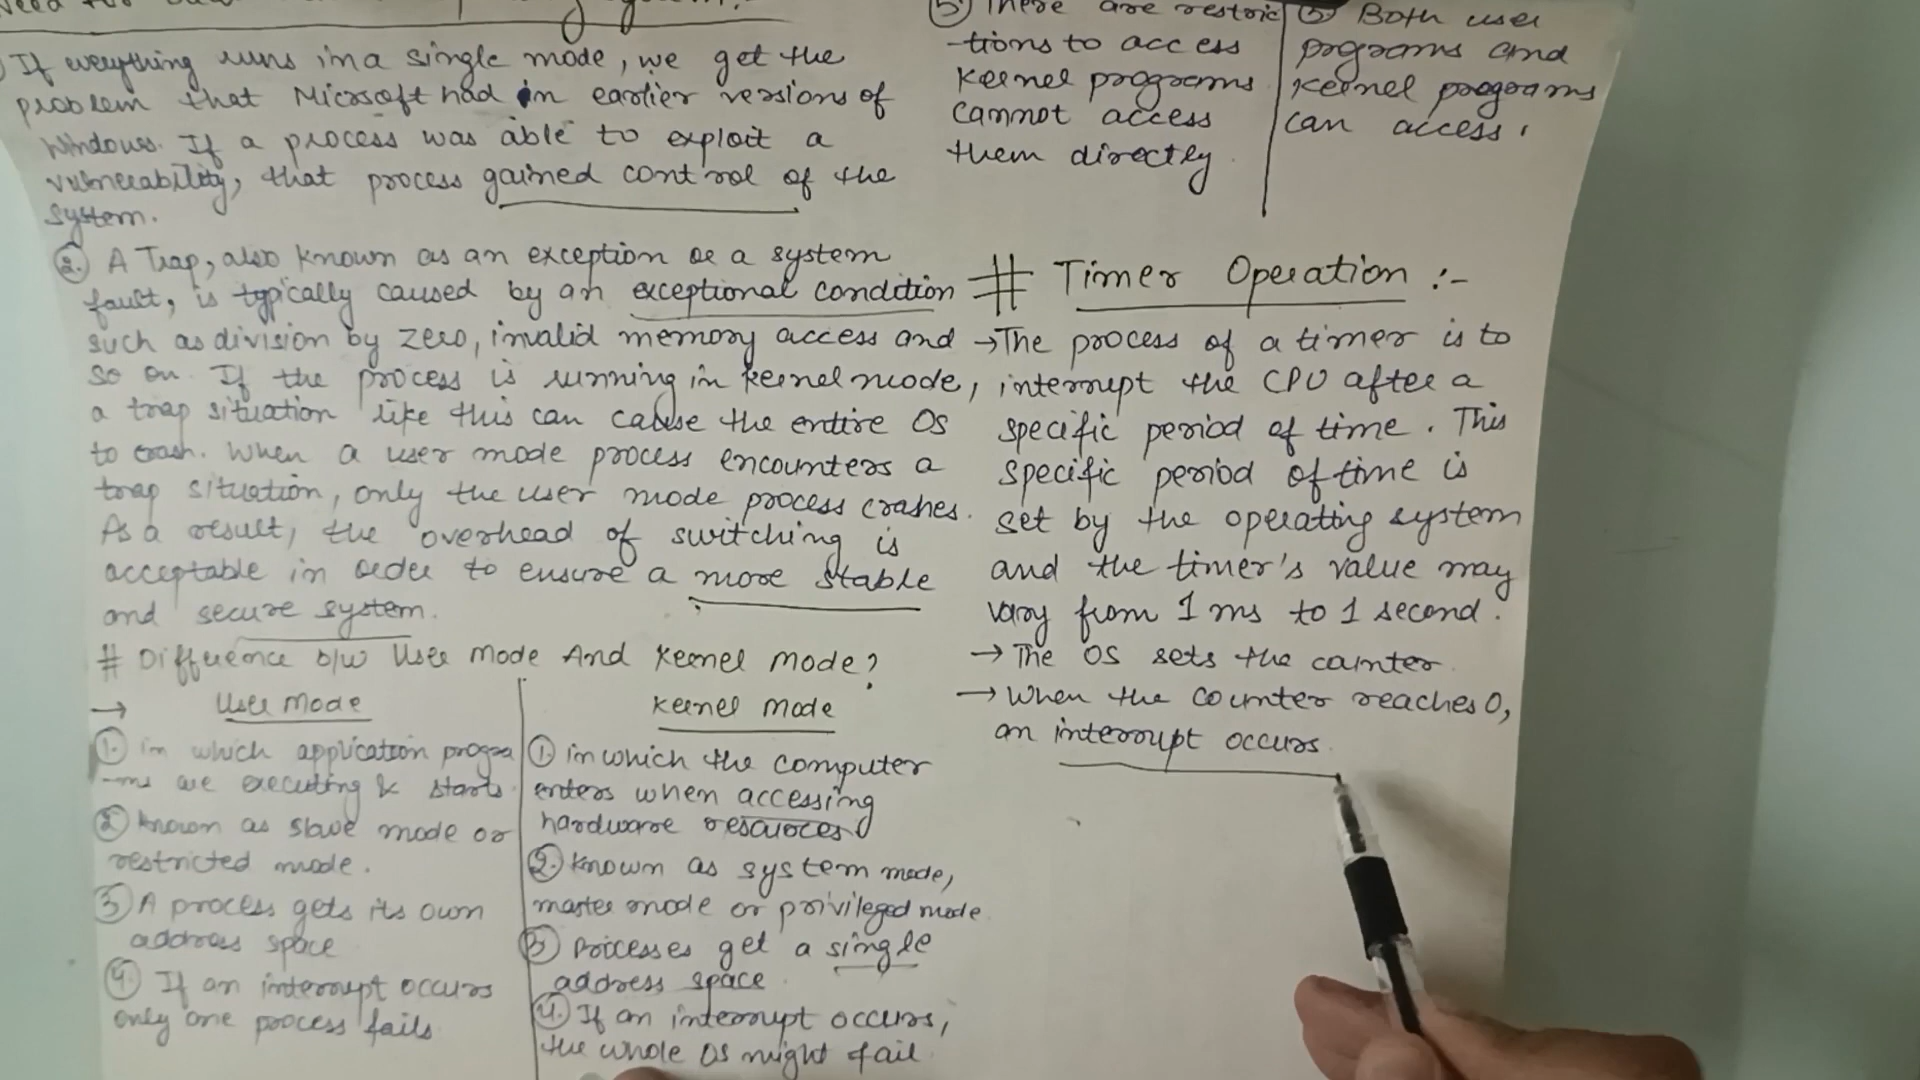 If everything runs in a single mode, we get the
problem that Microsoft had in earlier versions of
Windows. If a process was able to exploit a
vulnerability, that process gained control of the
system.
2. A Trap, also known as an exception or a system
fault, is typically caused by an exceptional condition
such as division by zero, invalid memory access and
so on. If the process is running in kernel mode,
a trap situation like this can cause the entire OS
to crash. When a user mode process encounters a
trap situation, only the user mode process crashes.
As a result, the overhead of switching is
acceptable in order to ensure a more stable
and secure system.
# Difference b/w User Mode And Kernel Mode?
→ User Mode
1. in which application progra
-ms are executing & starts
2 known as slave mode or
restricted mode.
3 A process gets its own
address space
4. If an interrupt occurs
only one process fails
Kernel Mode
1. in which the computer
enters when accessing
hardware resources
2. known as system mode,
master mode or privileged mode
3 Processes get a single
address space.
4. If an interrupt occurs,
the whole OS might fail.
5. There are restric
-tions to access
kernel programs
cannot access
them directly.
5 Both user
programs and
kernel programs
can access.
# Timer Operation :-
→ The process of a timer is to
interrupt the CPU after a
specific period of time. This
specific period of time is
set by the operating system
and the timer's value may
vary from 1 ms to 1 second.
→ The OS sets the counter.
→ When the counter reaches 0,
an interrupt occurs.